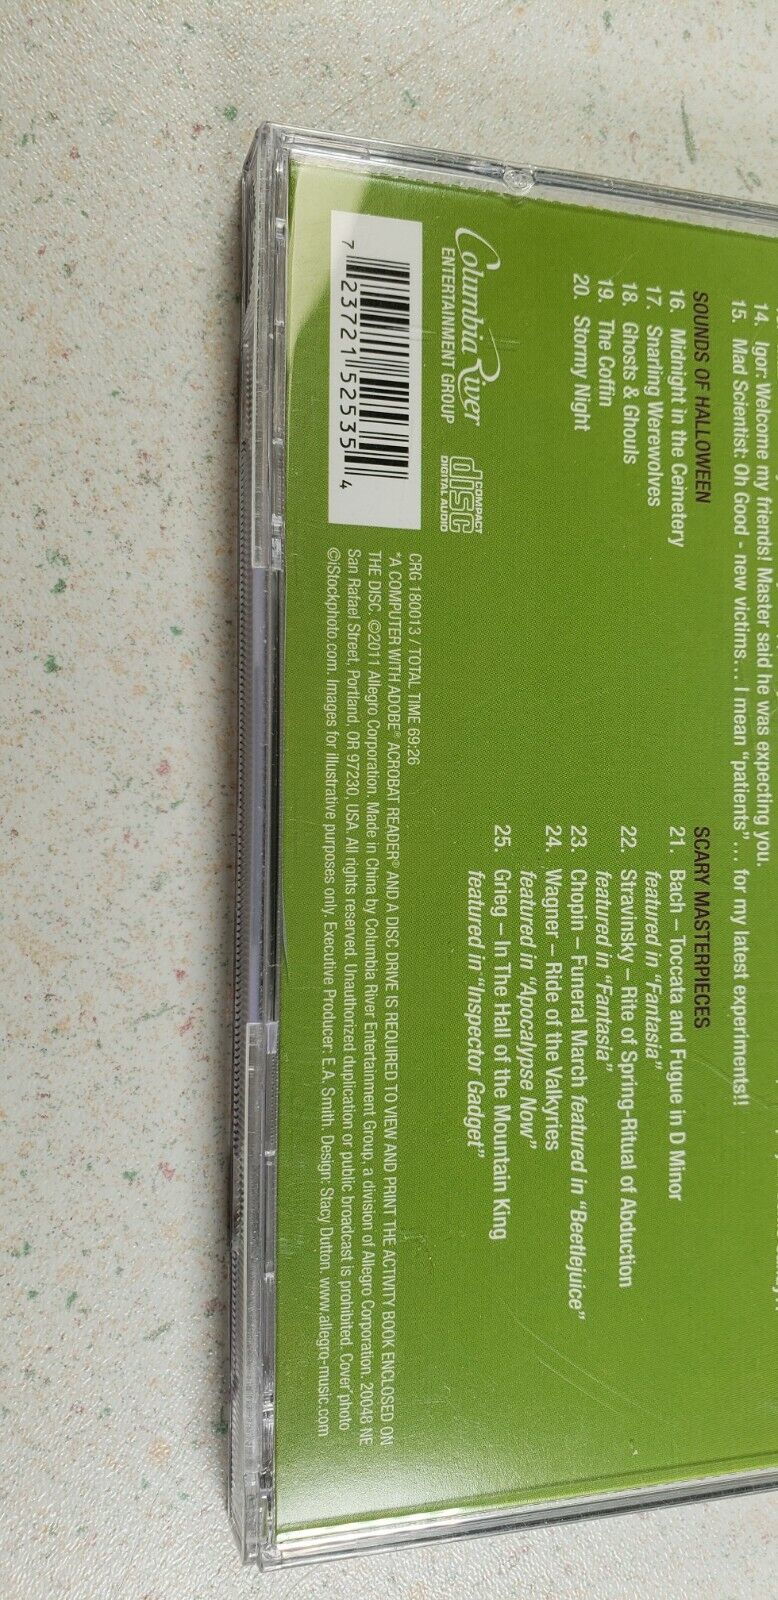 14. Igor: Welcome my friends! Master said he was expecting you.
15. Mad Scientist: Oh Good - new victims.... I mean "patients"... for my latest experiments!!
SOUNDS OF HALLOWEEN
16. Midnight in the Cemetery
17. Snarling Werewolves
18. Ghosts & Ghouls
19. The Coffin
20. Stormy Night
SCARY MASTERPIECES
21. Bach – Toccata and Fugue in D Minor
featured in "Fantasia"
22. Stravinsky – Rite of Spring-Ritual of Abduction
featured in "Fantasia"
23. Chopin – Funeral March featured in "Beetlejuice"
24. Wagner – Ride of the Valkyries
featured in "Apocalypse Now"
25. Grieg – In The Hall of the Mountain King
featured in "Inspector Gadget"
Columbia River
ENTERTAINMENT GROUP
COMPACT
disc
DIGITAL AUDIO
7 23721 52535 4
CRG 180013 / TOTAL TIME 69:26
*A COMPUTER WITH ADOBE® ACROBAT READER® AND A DISC DRIVE IS REQUIRED TO VIEW AND PRINT THE ACTIVITY BOOK ENCLOSED ON
THE DISC. ©2011 Allegro Corporation. Made in China by Columbia River Entertainment Group, a division of Allegro Corporation. 20048 NE
San Rafael Street, Portland, OR 97230, USA. All rights reserved. Unauthorized duplication or public broadcast is prohibited. Cover photo
©iStockphoto.com. Images for illustrative purposes only. Executive Producer: E.A. Smith. Design: Stacy Dutton. www.allegro-music.com